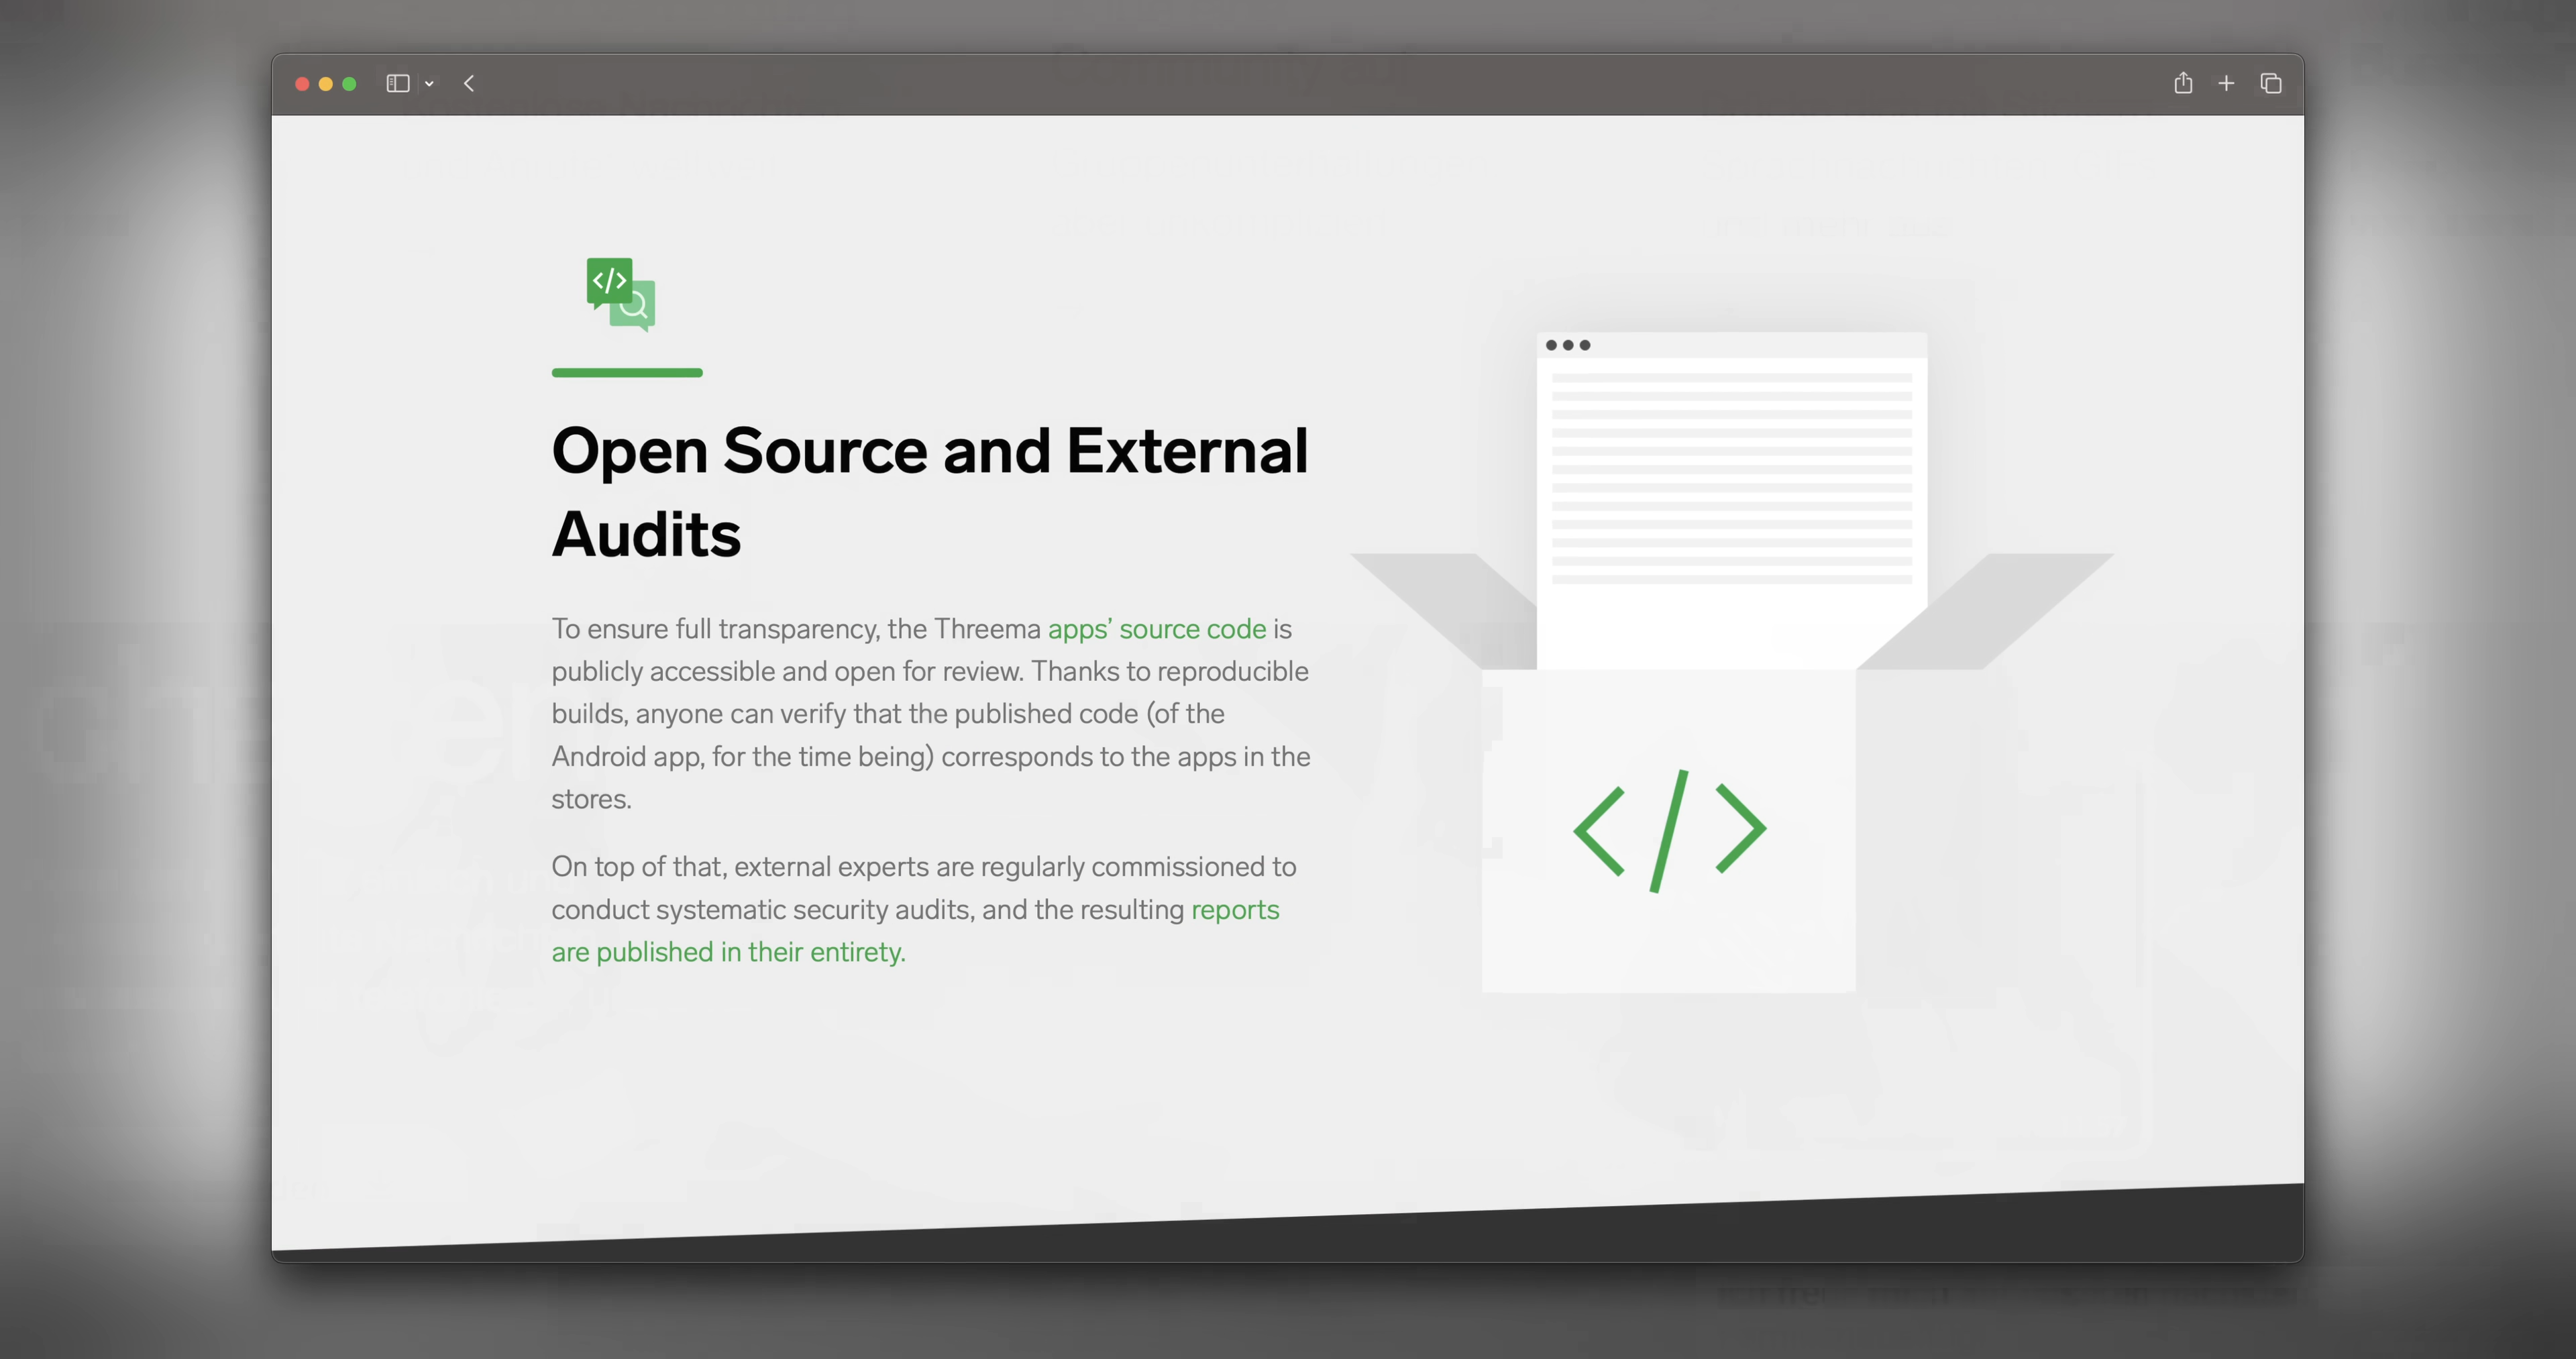 Open Source and External
Audits
To ensure full transparency, the Threema apps’ source code is
publicly accessible and open for review. Thanks to reproducible
builds, anyone can verify that the published code (of the
Android app, for the time being) corresponds to the apps in the
stores.
On top of that, external experts are regularly commissioned to
conduct systematic security audits, and the resulting reports
are published in their entirety.